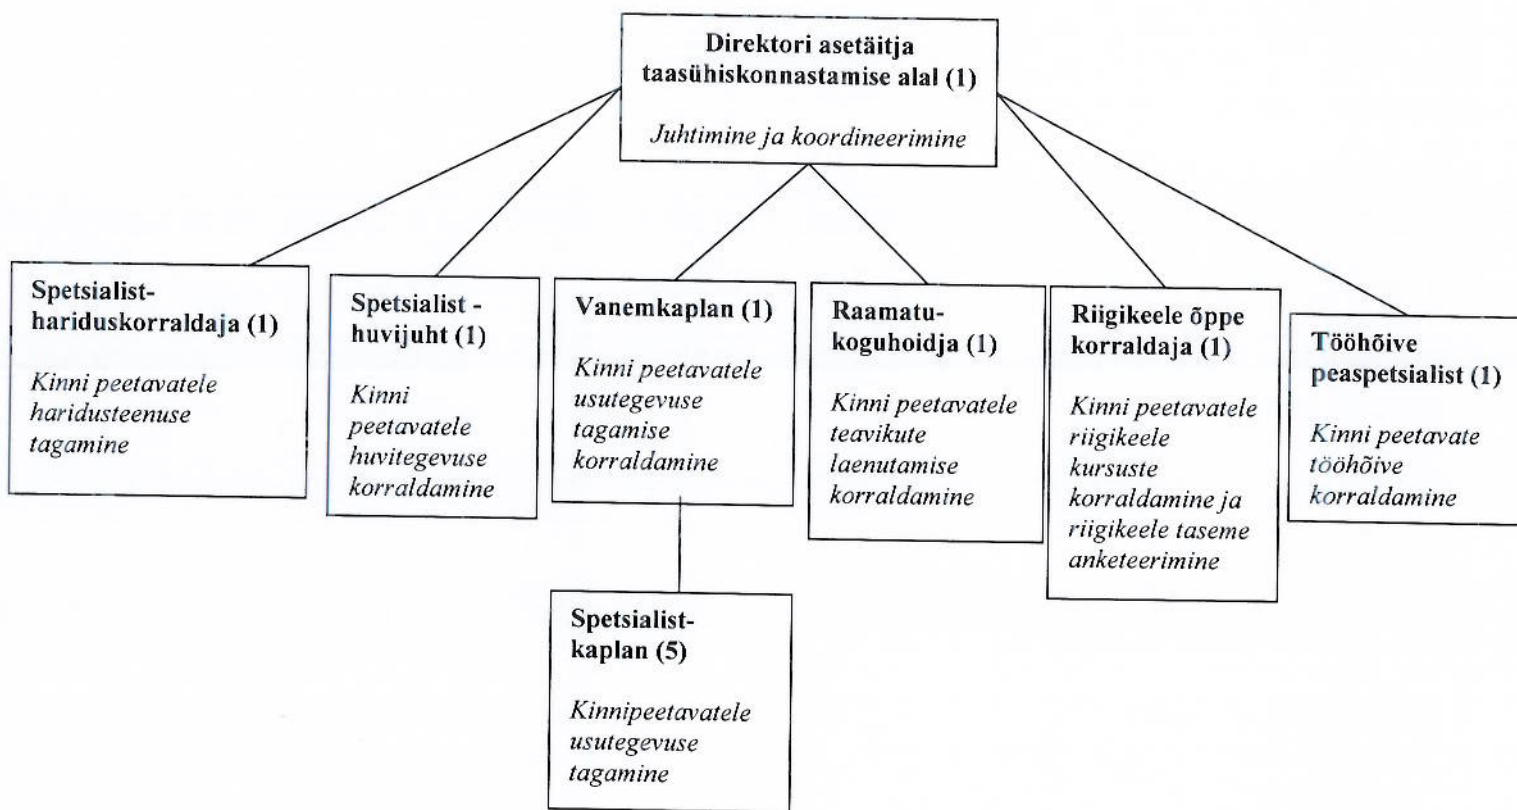 Direktori asetäitja
taasühiskonnastamise alal (1)
Juhtimine ja koordineerimine
Spetsialist-
hariduskorraldaja (1)
Kinni peetavatele
haridusteenuse
tagamine
Spetsialist -
huvijuht (1)
Kinni
peetavatele
huvitegevuse
korraldamine
Vanemkaplan (1)
Kinni peetavatele
usutegevuse
tagamise
korraldamine
Raamatu-
koguhoidja (1)
Kinni peetavatele
teavikute
laenutamise
korraldamine
Riigikeele õppe
korraldaja (1)
Kinni peetavatele
riigikeele
kursuste
korraldamine ja
riigikeele taseme
anketeerimine
Tööhõive
peaspetsialist (1)
Kinni peetavate
tööhõive
korraldamine
Spetsialist-
kaplan (5)
Kinnipeetavatele
usutegevuse
tagamine